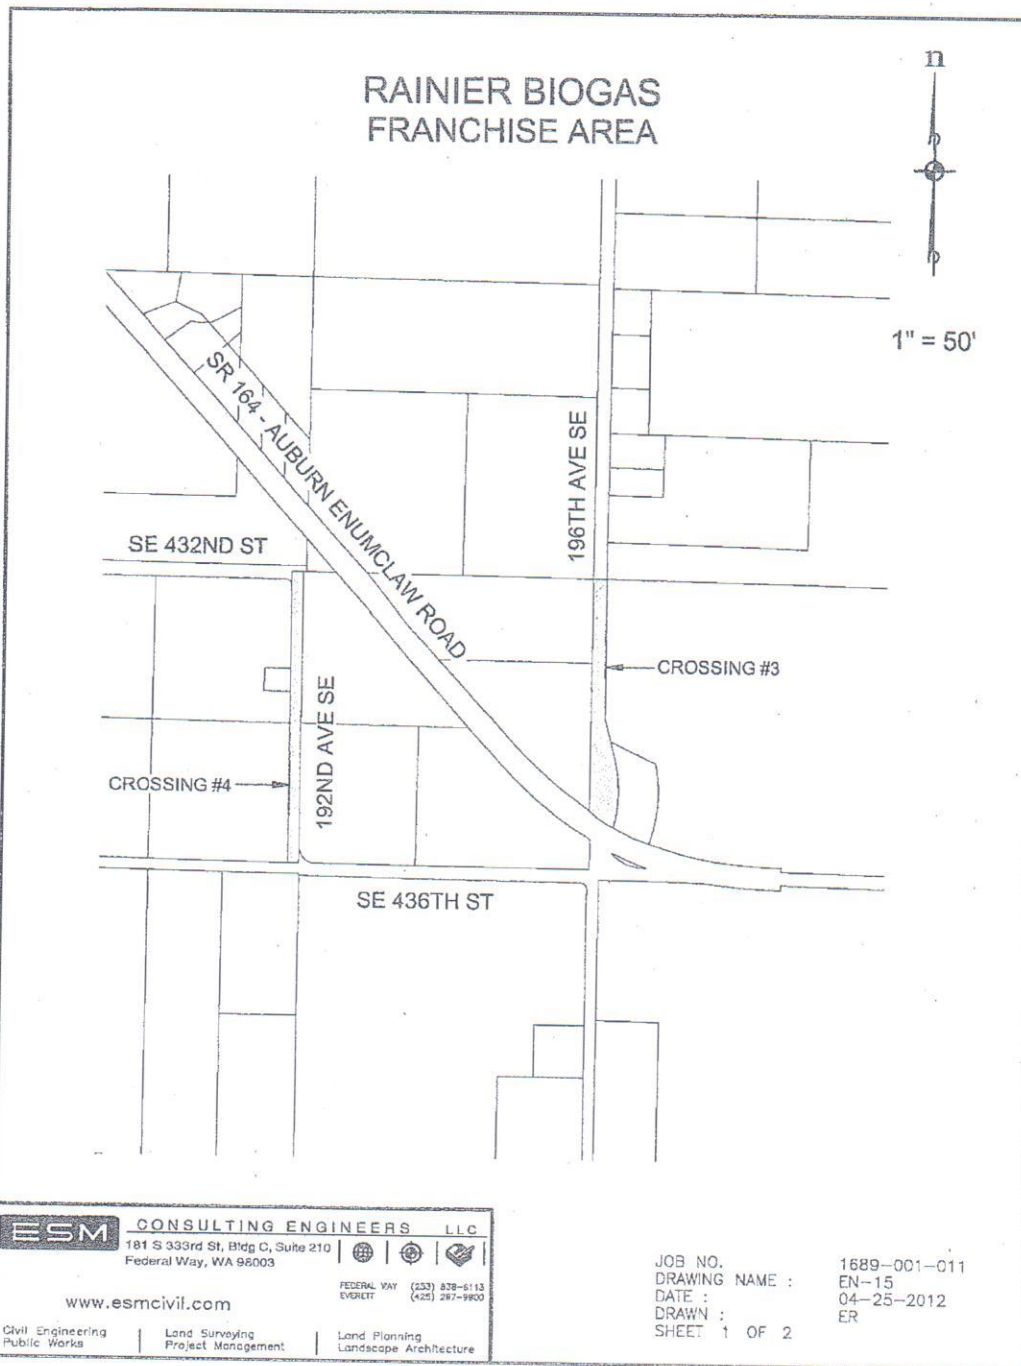 RAINIER BIOGAS
FRANCHISE AREA
n
1" = 50'
SR 164 - AUBURN ENUMCLAW ROAD
196TH AVE SE
SE 432ND ST
CROSSING #3
192ND AVE SE
CROSSING #4
SE 436TH ST
ESM CONSULTING ENGINEERS LLC
181 S 333rd St, Bldg C, Suite 210
Federal Way, WA 98003
FEDERAL WAY (253) 838-6113
EVERETT (425) 297-9900
www.esmcivil.com
Civil Engineering
Public Works
Land Surveying
Project Management
Land Planning
Landscape Architecture
JOB NO. 1689-001-011
DRAWING NAME : EN-15
DATE : 04-25-2012
DRAWN : ER
SHEET 1 OF 2